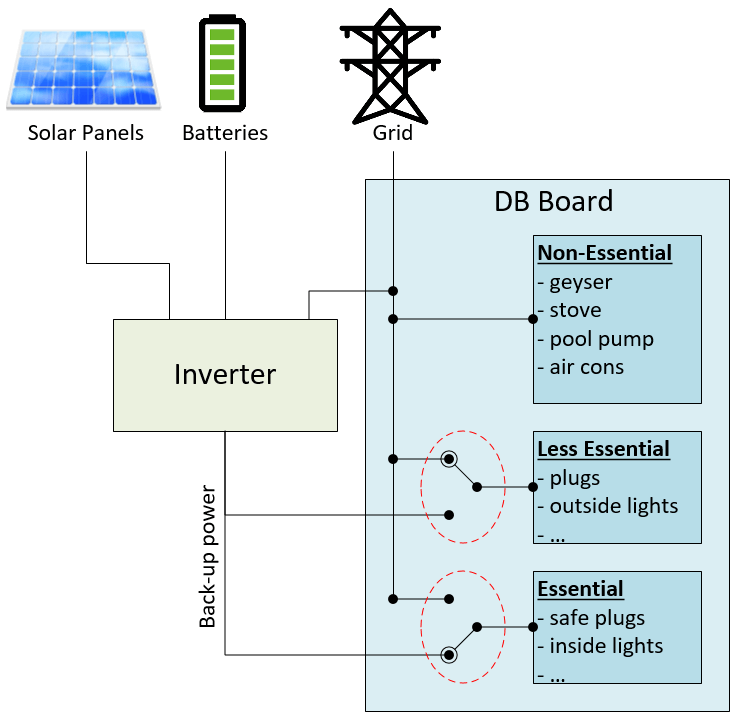 Solar Panels
Batteries
Grid
DB Board
Non-Essential
- geyser
- stove
- pool pump
- air cons
Inverter
Less Essential
- plugs
- outside lights
- ...
Back-up power
Essential
- safe plugs
- inside lights
- ...